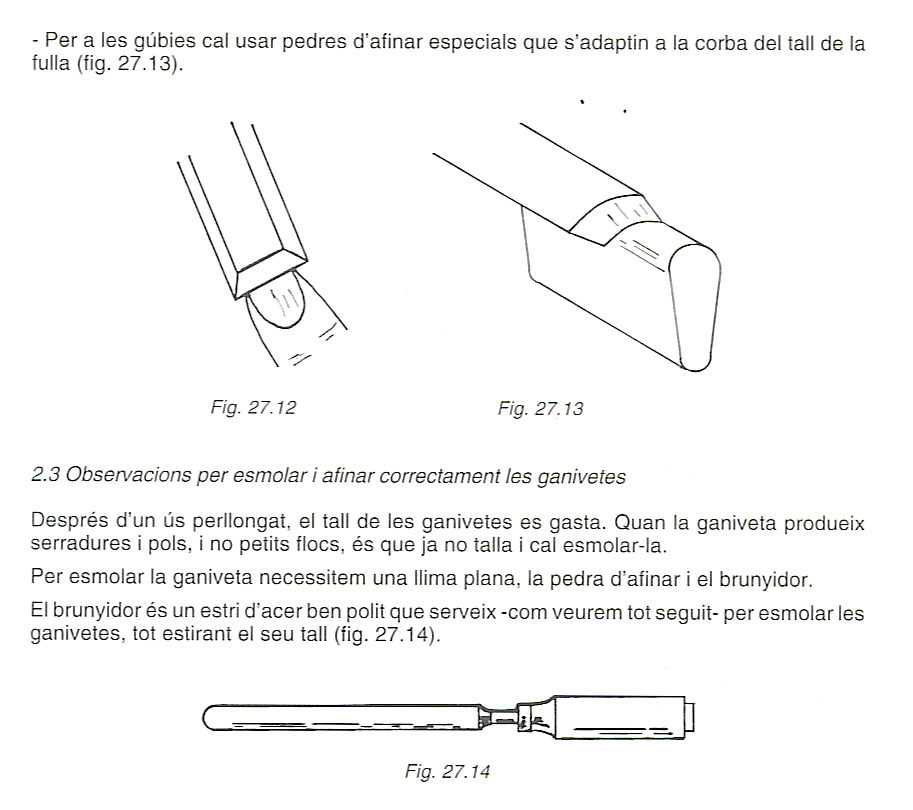 - Per a les gúbies cal usar pedres d'afinar especials que s'adaptin a la corba del tall de la
fulla (fig. 27.13).
Fig. 27.12
Fig. 27.13
2.3 Observacions per esmolar i afinar correctament les ganivetes
Després d'un ús perllongat, el tall de les ganivetes es gasta. Quan la ganiveta produeix
serradures i pols, i no petits flocs, és que ja no talla i cal esmolar-la.
Per esmolar la ganiveta necessitem una llima plana, la pedra d'afinar i el brunyidor.
El brunyidor és un estri d'acer ben polit que serveix -com veurem tot seguit- per esmolar les
ganivetes, tot estirant el seu tall (fig. 27.14).
Fig. 27.14